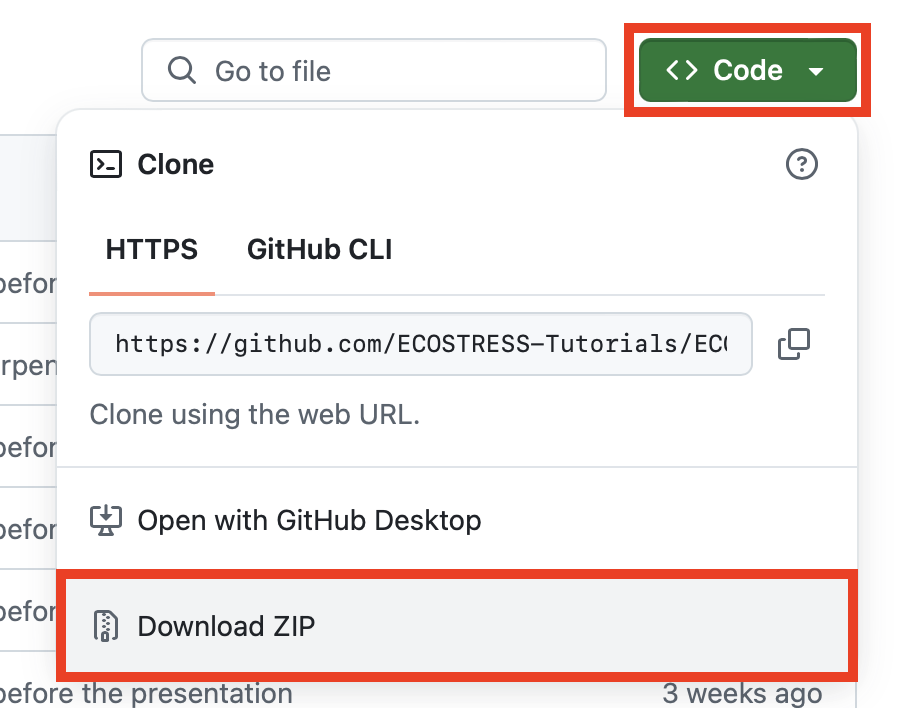 Go to file
Code
Clone
HTTPS
GitHub CLI
https://github.com/ECOSTRESS-Tutorials/EC
Clone using the web URL.
Open with GitHub Desktop
Download ZIP
before the presentation
3 weeks ago